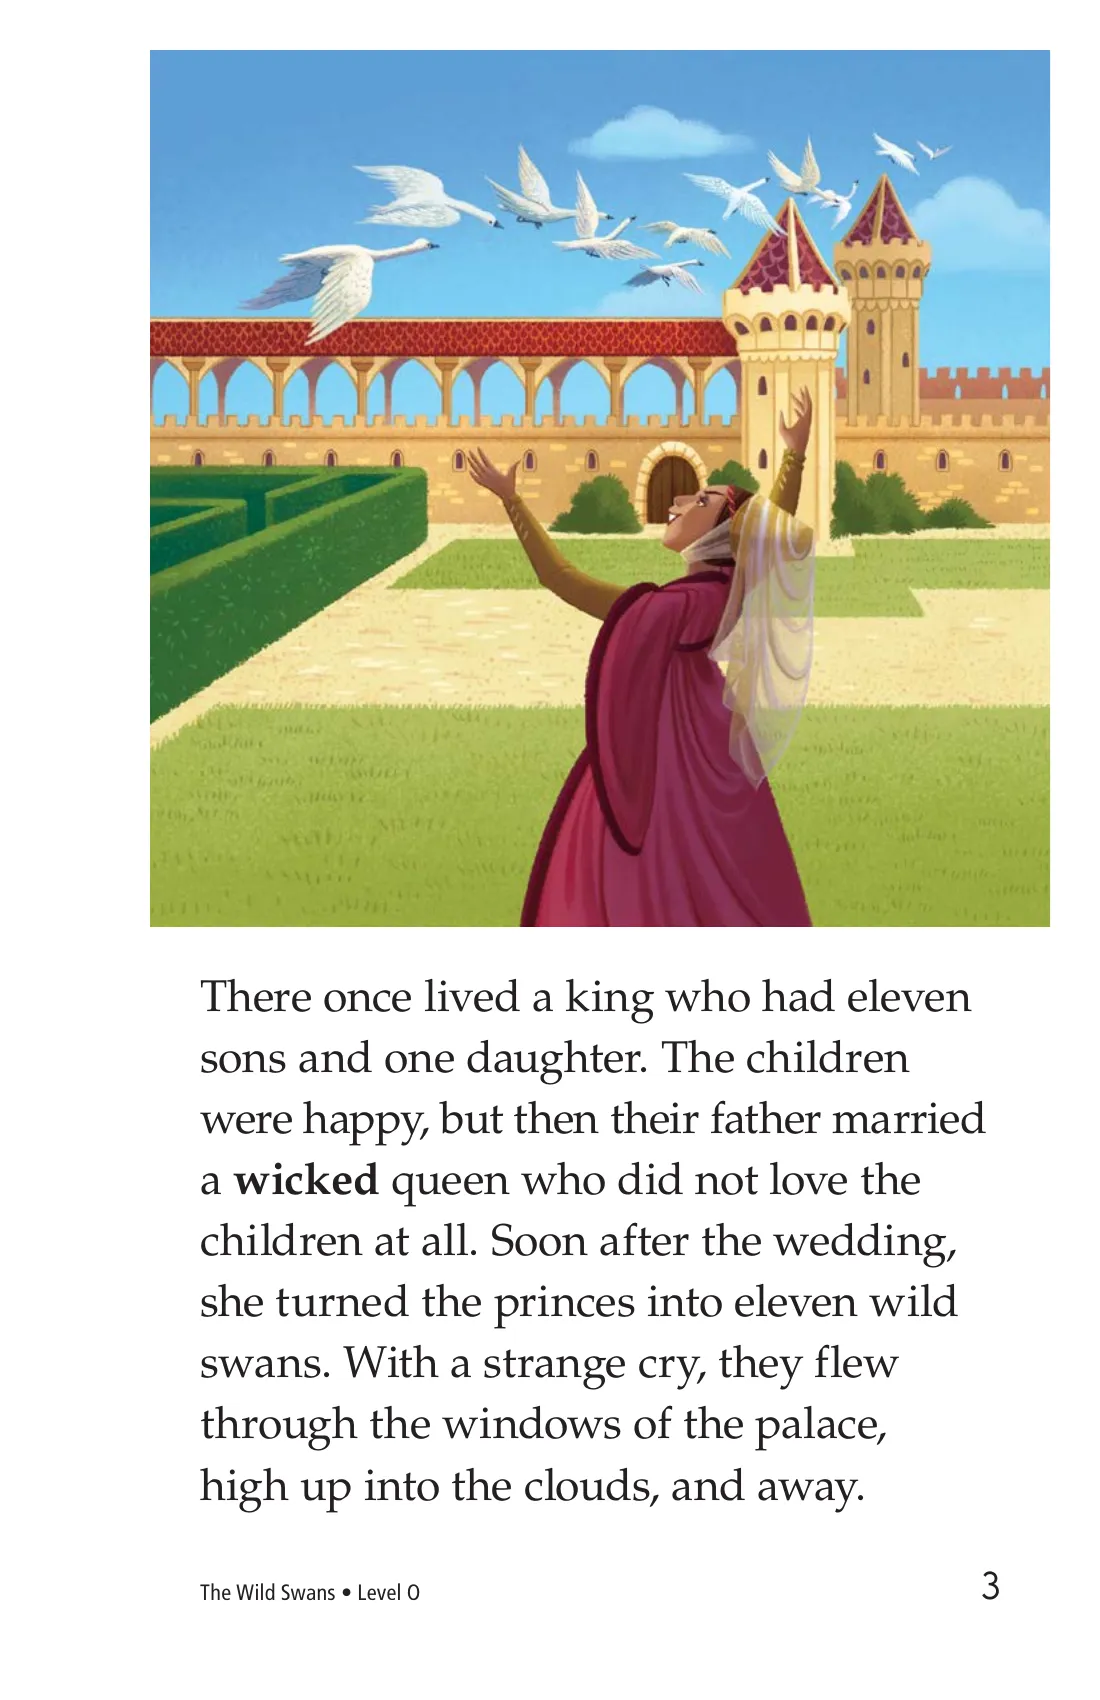 There once lived a king who had eleven
sons and one daughter. The children
were happy, but then their father married
a wicked queen who did not love the
children at all. Soon after the wedding,
she turned the princes into eleven wild
swans. With a strange cry, they flew
through the windows of the palace,
high up into the clouds, and away.
The Wild Swans • Level O
3